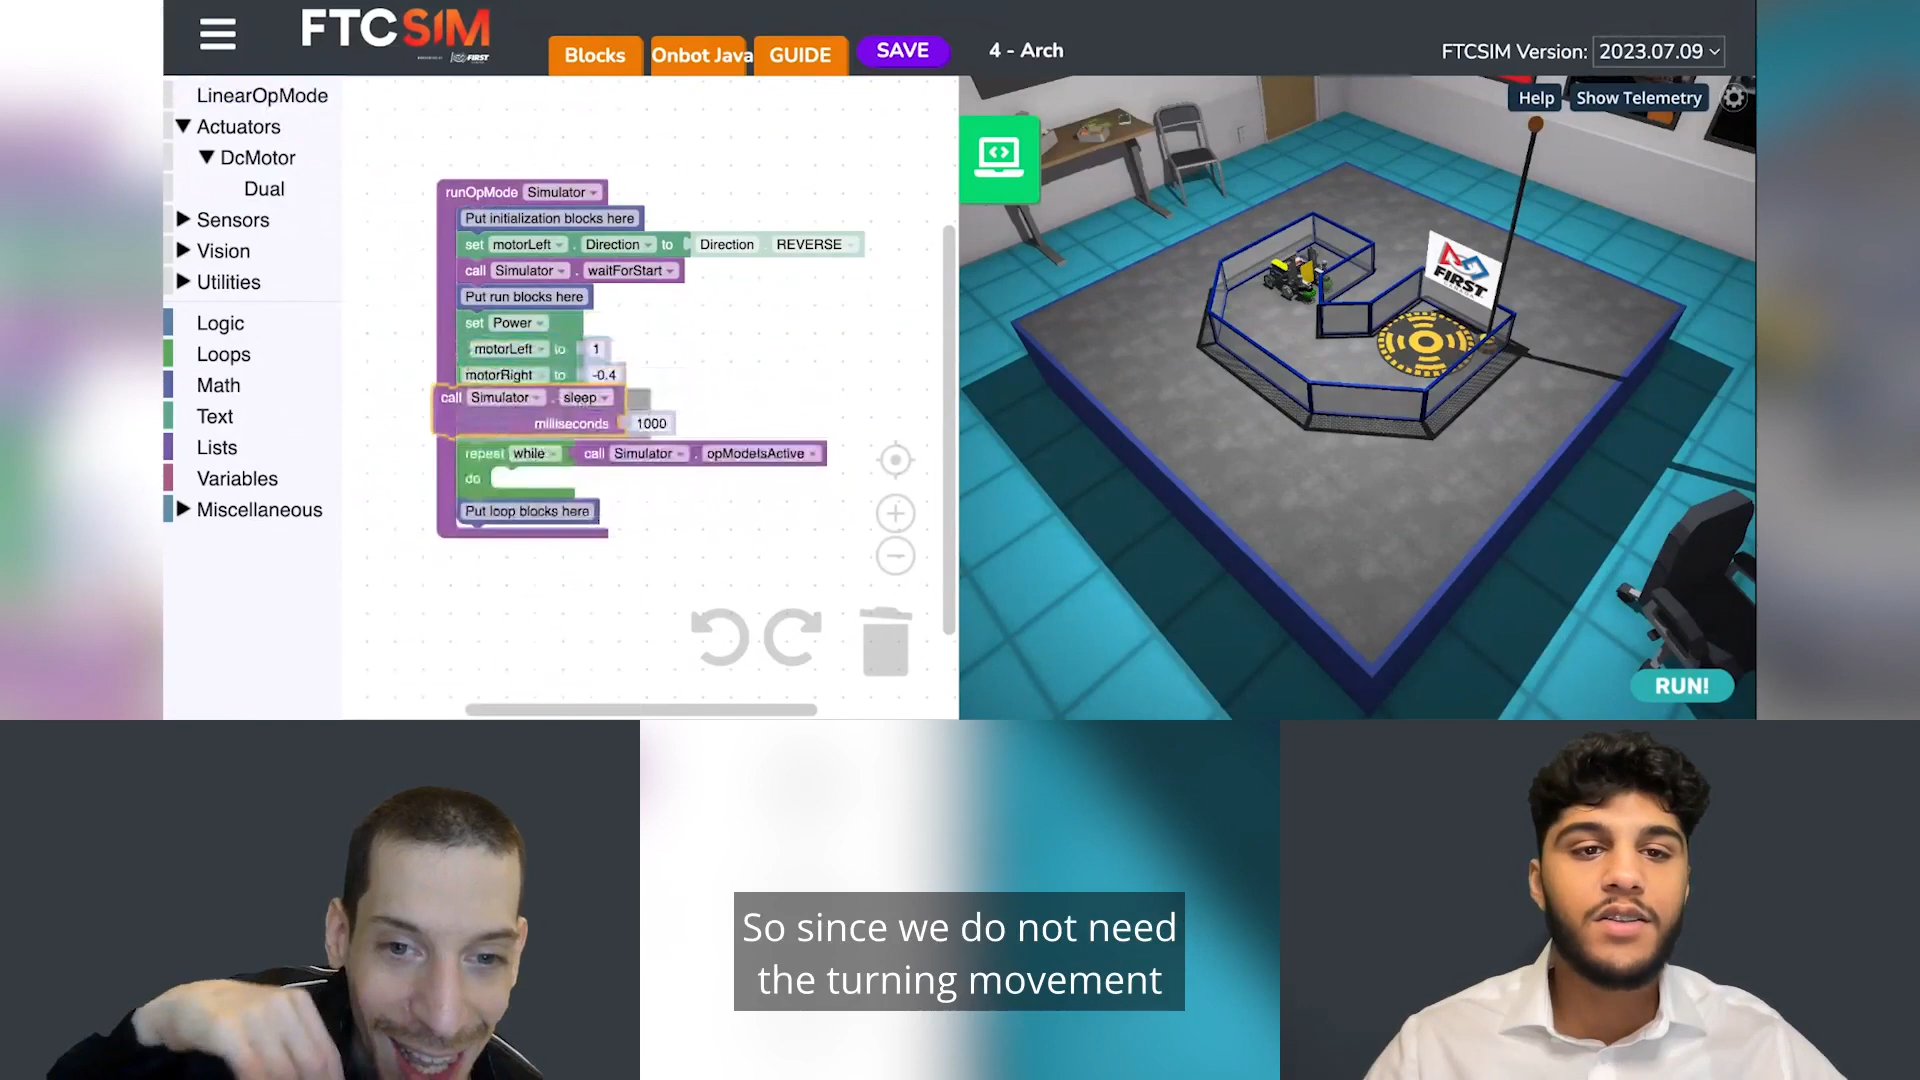 FTCSIM
FIRST
Blocks
Onbot Java
GUIDE
SAVE
4 - Arch
FTCSIM Version: 2023.07.09
LinearOpMode
Actuators
DcMotor
Dual
Sensors
Vision
Utilities
Logic
Loops
Math
Text
Lists
Variables
Miscellaneous
runOpMode Simulator
Put initialization blocks here
set motorLeft . Direction to Direction . REVERSE
call Simulator . waitForStart
Put run blocks here
set Power
motorLeft to 1
motorRight to -0.4
call Simulator . sleep
milliseconds 1000
repeat while call Simulator . opModeIsActive
do
Put loop blocks here
Help
Show Telemetry
FIRST
RUN!
So since we do not need
the turning movement